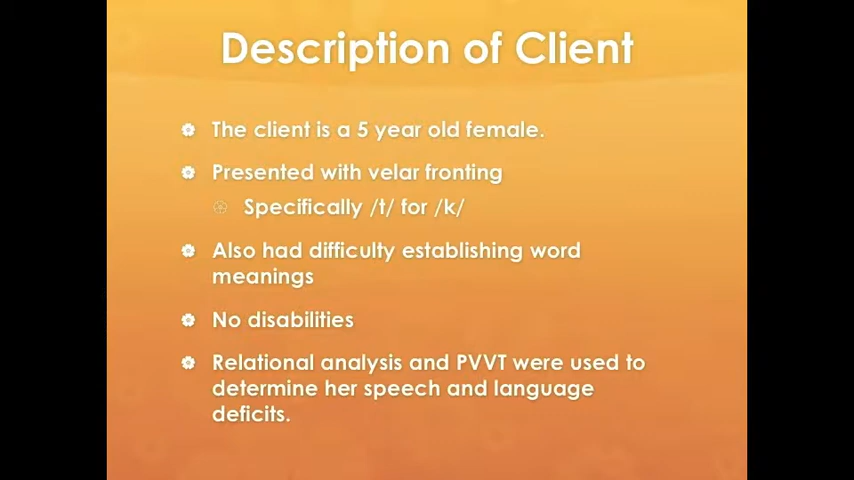 Description of Client
The client is a 5 year old female.
Presented with velar fronting
Specifically /t/ for /k/
Also had difficulty establishing word
meanings
No disabilities
Relational analysis and PVVT were used to
determine her speech and language
deficits.